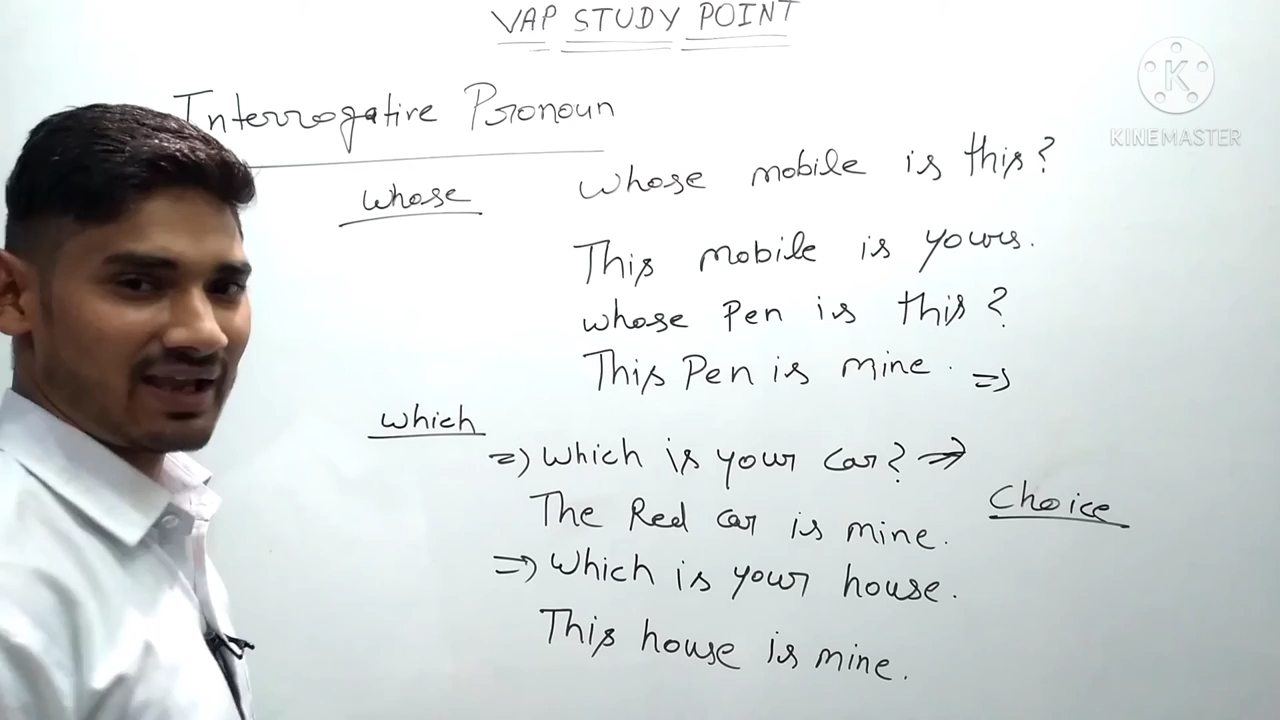 VAP STUDY POINT
Interrogative Pronoun
KINEMASTER
whose
whose mobile is this?
This mobile is yours.
whose Pen is this?
This Pen is mine. =>
which
=> which is your car? =>
The Red car is mine.
Choice
=> which is your house.
This house is mine.